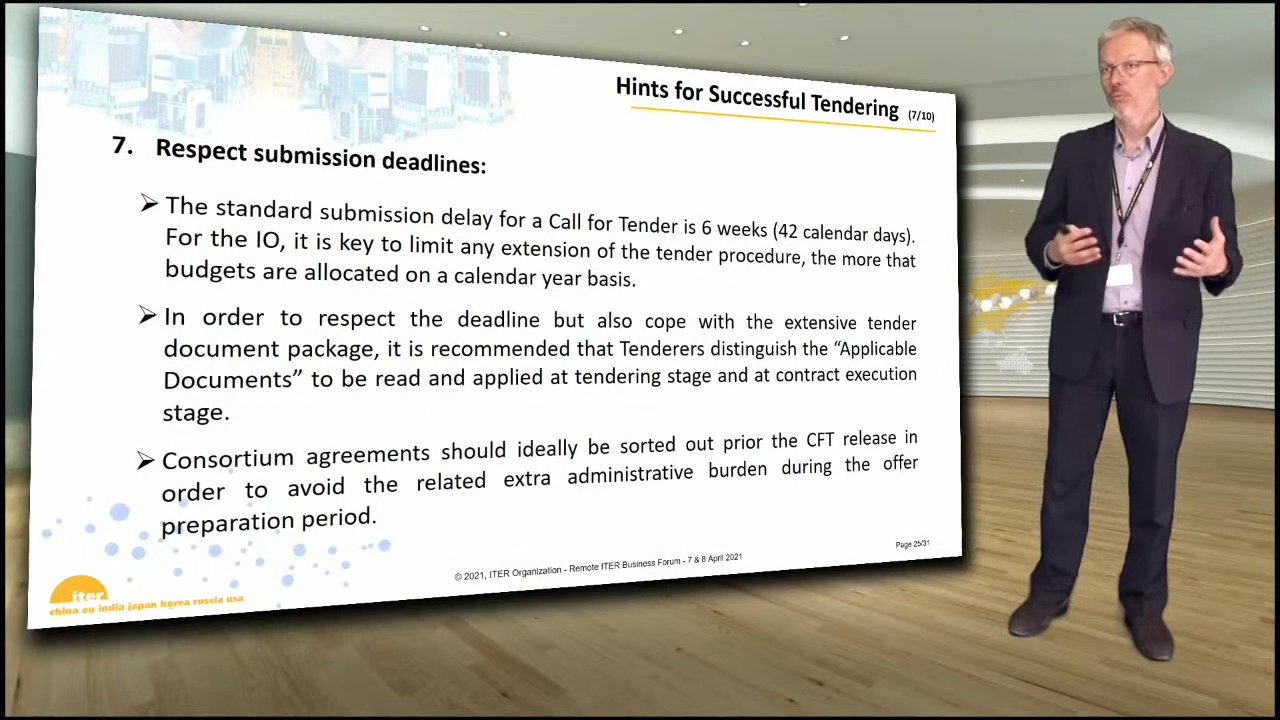 Hints for Successful Tendering (7/10)
7. Respect submission deadlines:
➢ The standard submission delay for a Call for Tender is 6 weeks (42 calendar days).
For the IO, it is key to limit any extension of the tender procedure, the more that
budgets are allocated on a calendar year basis.
➢ In order to respect the deadline but also cope with the extensive tender
document package, it is recommended that Tenderers distinguish the “Applicable
Documents” to be read and applied at tendering stage and at contract execution
stage.
➢ Consortium agreements should ideally be sorted out prior the CFT release in
order to avoid the related extra administrative burden during the offer
preparation period.
Page 25/31
© 2021, ITER Organization - Remote ITER Business Forum - 7 & 8 April 2021
iter
china eu india japan korea russia usa